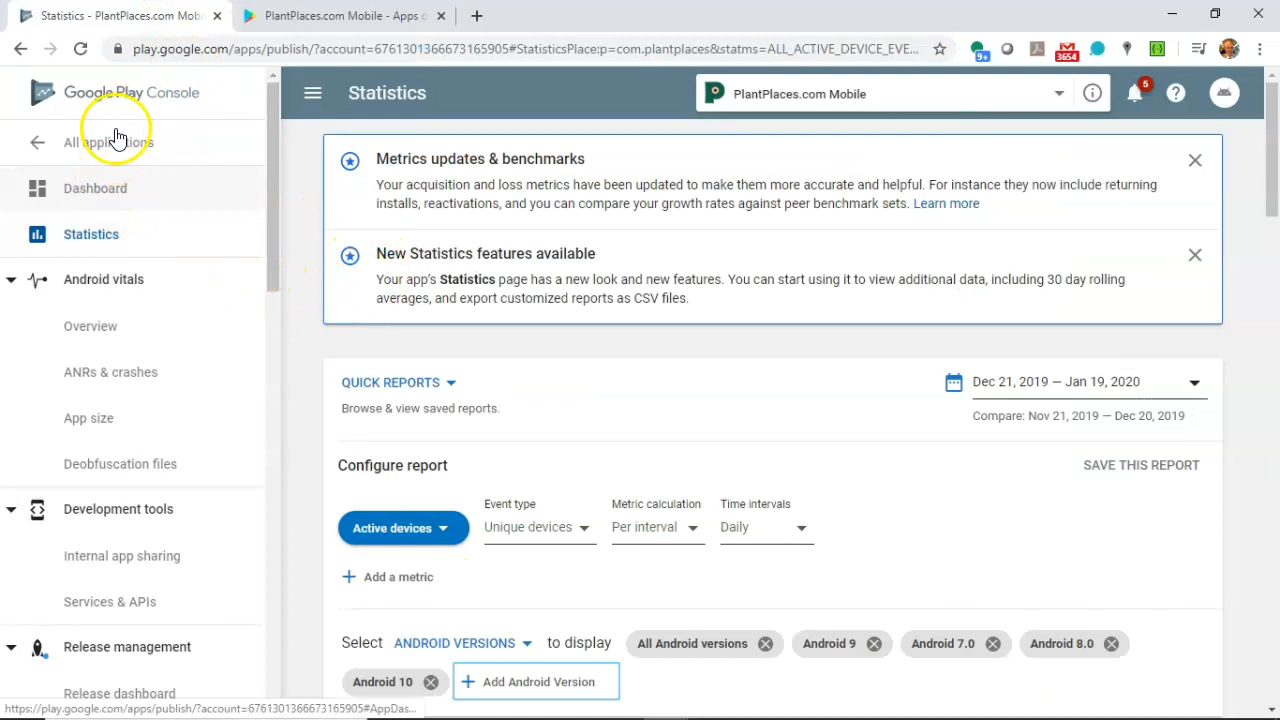 Statistics - PlantPlaces.com Mobi
PlantPlaces.com Mobile - Apps o
play.google.com/apps/publish/?account=6761301366673165905#StatisticsPlace:p=com.plantplaces&statms=ALL_ACTIVE_DEVICE_EVE...
9+
3654
Google Play Console
Statistics
PlantPlaces.com Mobile
5
All applications
Dashboard
Statistics
Android vitals
Overview
ANRs & crashes
App size
Deobfuscation files
Development tools
Internal app sharing
Services & APIs
Release management
Release dashboard
Metrics updates & benchmarks
Your acquisition and loss metrics have been updated to make them more accurate and helpful. For instance they now include returning
installs, reactivations, and you can compare your growth rates against peer benchmark sets. Learn more
New Statistics features available
Your app's Statistics page has a new look and new features. You can start using it to view additional data, including 30 day rolling
averages, and export customized reports as CSV files.
QUICK REPORTS
Browse & view saved reports.
Dec 21, 2019 — Jan 19, 2020
Compare: Nov 21, 2019 — Dec 20, 2019
Configure report
SAVE THIS REPORT
Event type Metric calculation Time intervals
Active devices Unique devices Per interval Daily
Add a metric
Select ANDROID VERSIONS to display All Android versions Android 9 Android 7.0 Android 8.0
Android 10 Add Android Version
https://play.google.com/apps/publish/?account=6761301366673165905#AppDas...